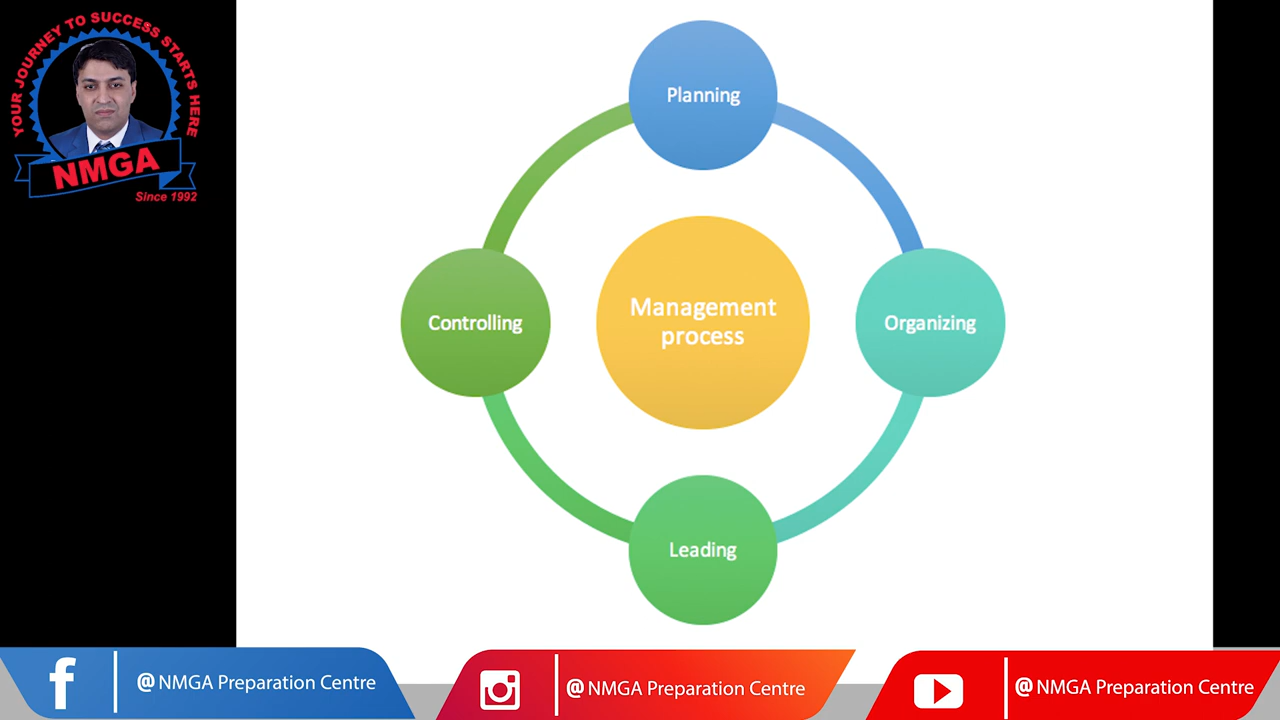 YOUR JOURNEY TO SUCCESS STARTS HERE
NMGA
Since 1992
Planning
Controlling
Management
process
Organizing
Leading
@NMGA Preparation Centre
@NMGA Preparation Centre
@NMGA Preparation Centre